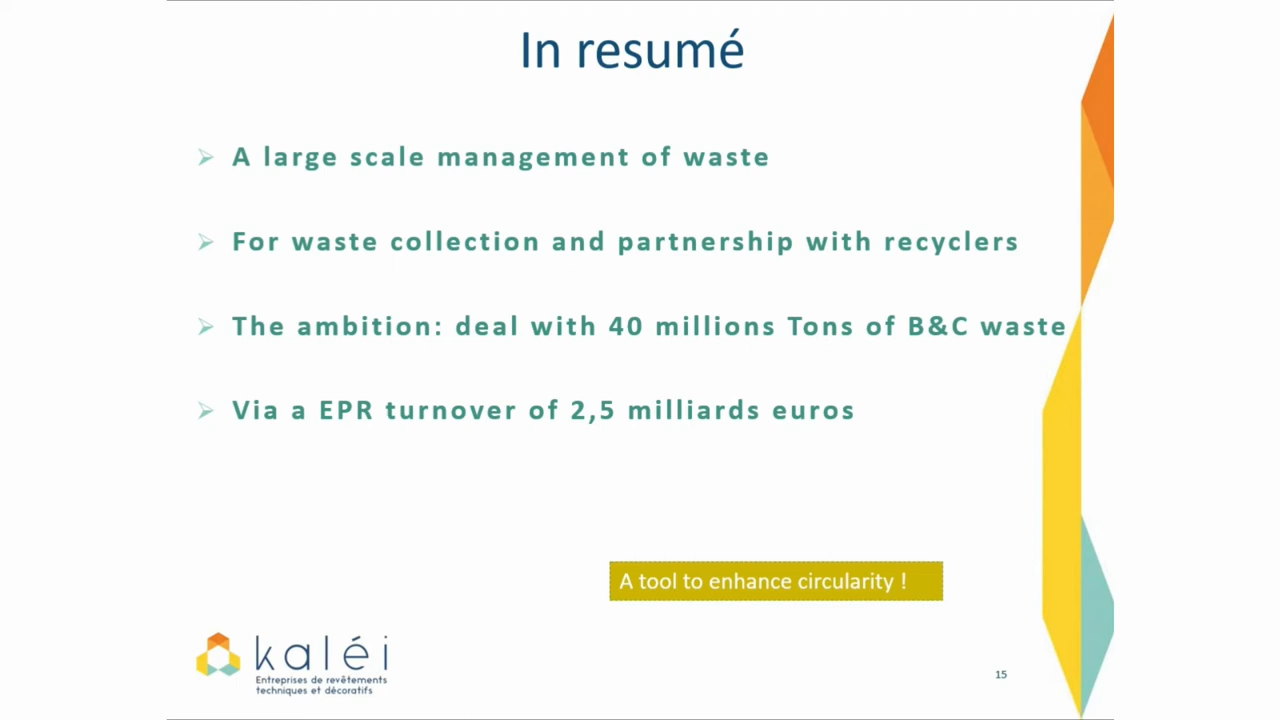 In resumé
A large scale management of waste
For waste collection and partnership with recyclers
The ambition: deal with 40 millions Tons of B&C waste
Via a EPR turnover of 2,5 milliards euros
A tool to enhance circularity !
kaléi
Entreprises de revêtements
techniques et décoratifs
15